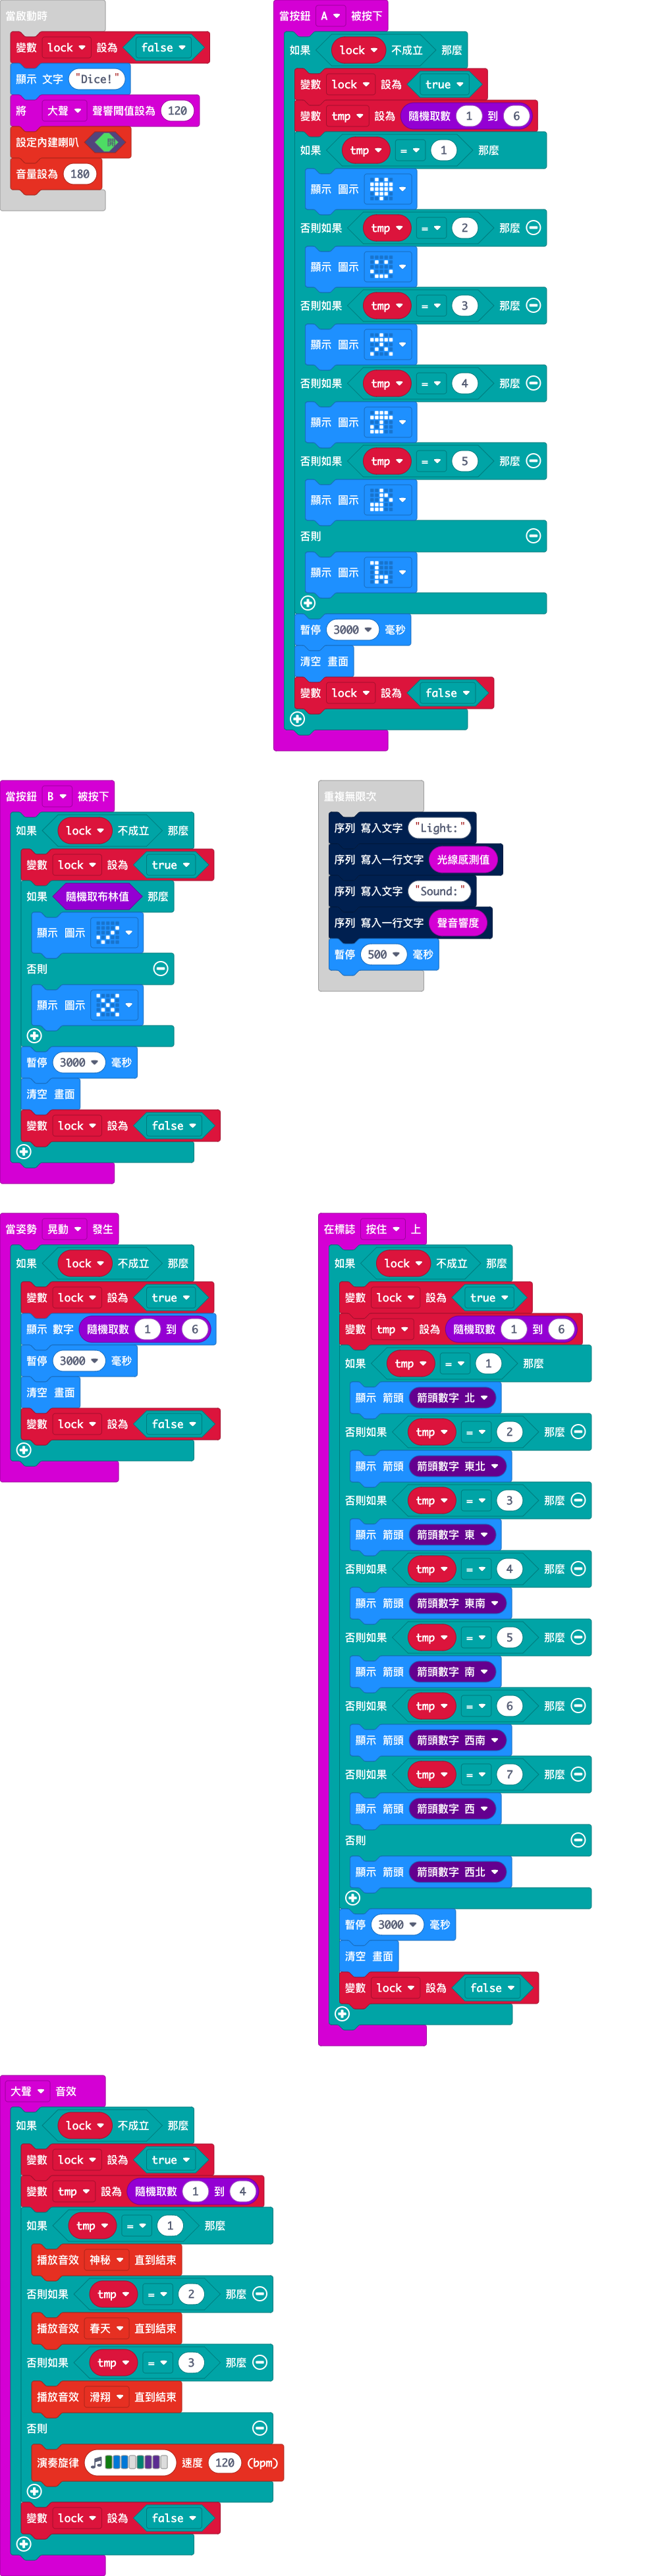 當啟動時
變數 lock 設為 false
顯示 文字 "Dice!"
將 大聲 聲響閾值設為 120
設定內建喇叭
音量設為 180
當按鈕 A 被按下
如果 lock 不成立 那麼
變數 lock 設為 true
變數 tmp 設為 隨機取數 1 到 6
如果 tmp = 1 那麼
顯示 圖示
否則如果 tmp = 2 那麼
顯示 圖示
否則如果 tmp = 3 那麼
顯示 圖示
否則如果 tmp = 4 那麼
顯示 圖示
否則如果 tmp = 5 那麼
顯示 圖示
否則
顯示 圖示
暫停 3000 毫秒
清空 畫面
變數 lock 設為 false
當按鈕 B 被按下
如果 lock 不成立 那麼
變數 lock 設為 true
如果 隨機取布林值 那麼
顯示 圖示
否則
顯示 圖示
暫停 3000 毫秒
清空 畫面
變數 lock 設為 false
重複無限次
序列 寫入文字 "Light:"
序列 寫入一行文字 光線感測值
序列 寫入文字 "Sound:"
序列 寫入一行文字 聲音響度
暫停 500 毫秒
當姿勢 晃動 發生
如果 lock 不成立 那麼
變數 lock 設為 true
顯示 數字 隨機取數 1 到 6
暫停 3000 毫秒
清空 畫面
變數 lock 設為 false
在標誌 按住 上
如果 lock 不成立 那麼
變數 lock 設為 true
變數 tmp 設為 隨機取數 1 到 6
如果 tmp = 1 那麼
顯示 箭頭 箭頭數字 北
否則如果 tmp = 2 那麼
顯示 箭頭 箭頭數字 東北
否則如果 tmp = 3 那麼
顯示 箭頭 箭頭數字 東
否則如果 tmp = 4 那麼
顯示 箭頭 箭頭數字 東南
否則如果 tmp = 5 那麼
顯示 箭頭 箭頭數字 南
否則如果 tmp = 6 那麼
顯示 箭頭 箭頭數字 西南
否則如果 tmp = 7 那麼
顯示 箭頭 箭頭數字 西
否則
顯示 箭頭 箭頭數字 西北
暫停 3000 毫秒
清空 畫面
變數 lock 設為 false
大聲 音效
如果 lock 不成立 那麼
變數 lock 設為 true
變數 tmp 設為 隨機取數 1 到 4
如果 tmp = 1 那麼
播放音效 神秘 直到結束
否則如果 tmp = 2 那麼
播放音效 春天 直到結束
否則如果 tmp = 3 那麼
播放音效 滑翔 直到結束
否則
演奏旋律 速度 120 (bpm)
變數 lock 設為 false